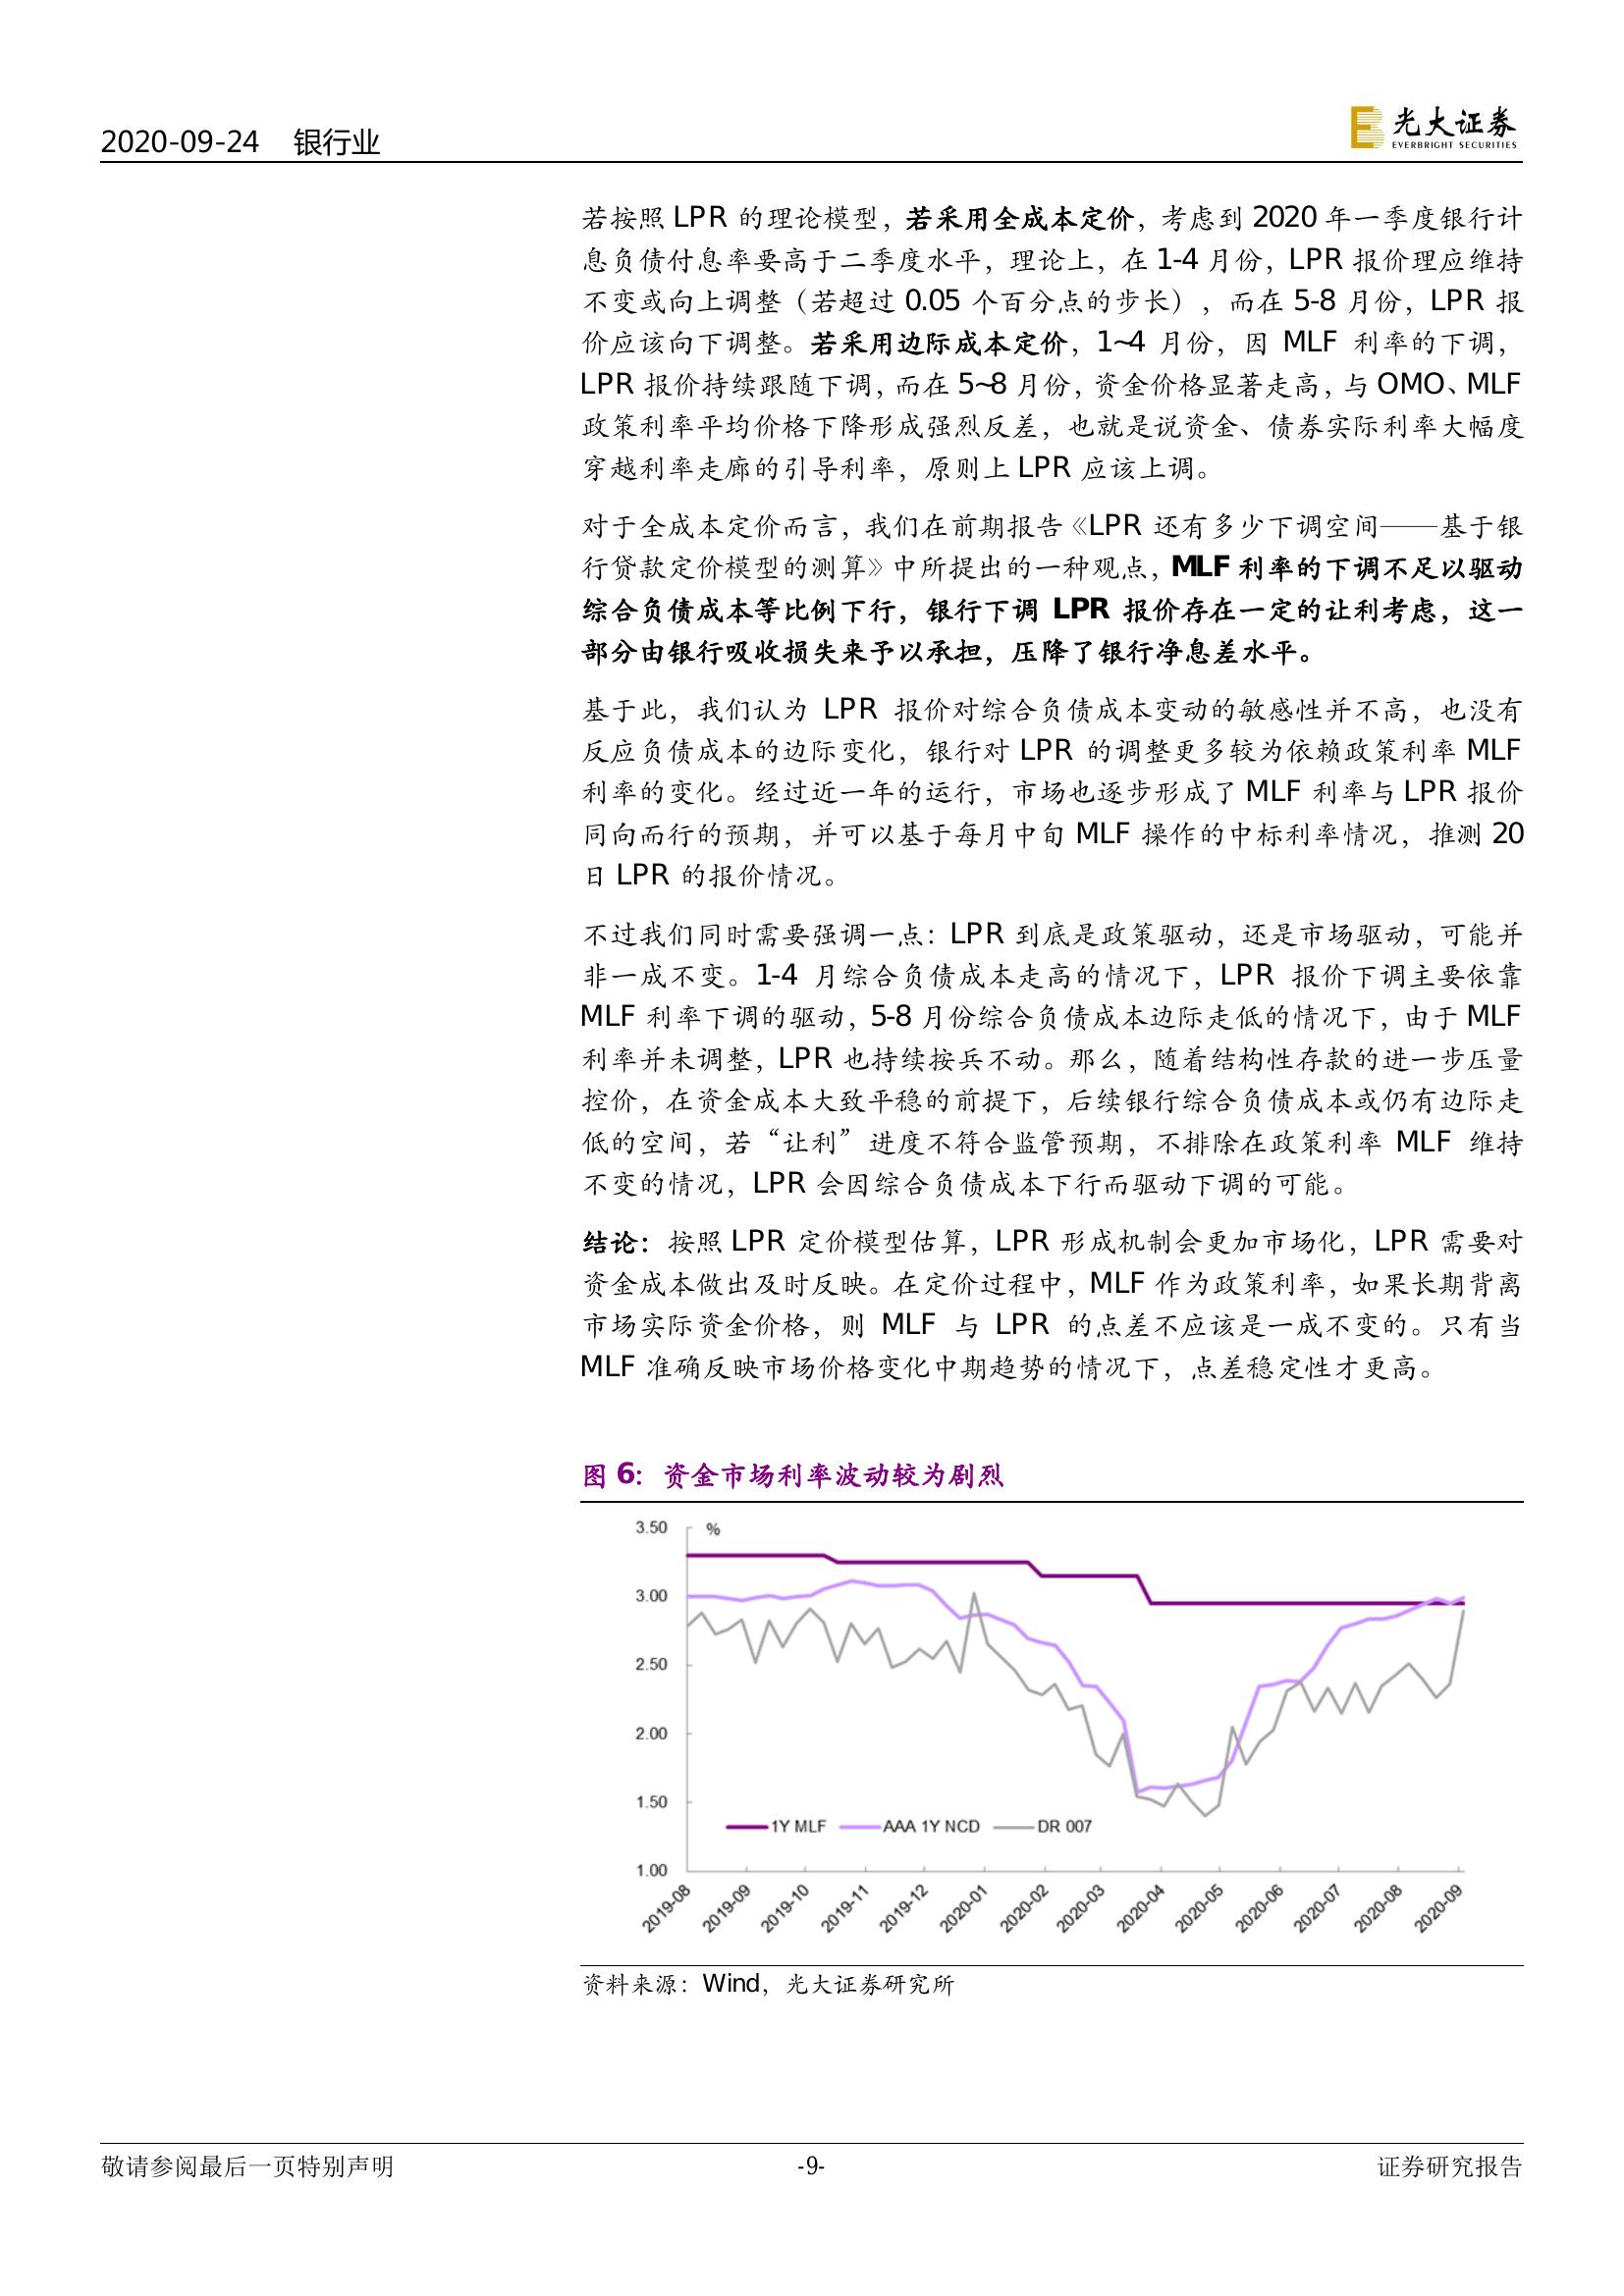 2020-09-24 银行业
光大证券
EVERBRIGHT SECURITIES
若按照 LPR 的理论模型，若采用全成本定价，考虑到 2020 年一季度银行计
息负债付息率要高于二季度水平，理论上，在 1-4 月份，LPR 报价理应维持
不变或向上调整（若超过 0.05 个百分点的步长），而在 5-8 月份，LPR 报
价应该向下调整。若采用边际成本定价，1~4 月份，因 MLF 利率的下调，
LPR 报价持续跟随下调，而在 5~8 月份，资金价格显著走高，与 OMO、MLF
政策利率平均价格下降形成强烈反差，也就是说资金、债券实际利率大幅度
穿越利率走廊的引导利率，原则上 LPR 应该上调。
对于全成本定价而言，我们在前期报告《LPR 还有多少下调空间——基于银
行贷款定价模型的测算》中所提出的一种观点，MLF 利率的下调不足以驱动
综合负债成本等比例下行，银行下调 LPR 报价存在一定的让利考虑，这一
部分由银行吸收损失来予以承担，压降了银行净息差水平。
基于此，我们认为 LPR 报价对综合负债成本变动的敏感性并不高，也没有
反应负债成本的边际变化，银行对 LPR 的调整更多较为依赖政策利率 MLF
利率的变化。经过近一年的运行，市场也逐步形成了 MLF 利率与 LPR 报价
同向而行的预期，并可以基于每月中旬 MLF 操作的中标利率情况，推测 20
日 LPR 的报价情况。
不过我们同时需要强调一点：LPR 到底是政策驱动，还是市场驱动，可能并
非一成不变。1-4 月综合负债成本走高的情况下，LPR 报价下调主要依靠
MLF 利率下调的驱动，5-8 月份综合负债成本边际走低的情况下，由于 MLF
利率并未调整，LPR 也持续按兵不动。那么，随着结构性存款的进一步压量
控价，在资金成本大致平稳的前提下，后续银行综合负债成本或仍有边际走
低的空间，若“让利”进度不符合监管预期，不排除在政策利率 MLF 维持
不变的情况，LPR 会因综合负债成本下行而驱动下调的可能。
结论：按照 LPR 定价模型估算，LPR 形成机制会更加市场化，LPR 需要对
资金成本做出及时反映。在定价过程中，MLF 作为政策利率，如果长期背离
市场实际资金价格，则 MLF 与 LPR 的点差不应该是一成不变的。只有当
MLF 准确反映市场价格变化中期趋势的情况下，点差稳定性才更高。
图 6：资金市场利率波动较为剧烈
3.50 %
3.00
2.50
2.00
1.50
1Y MLF AAA 1Y NCD DR 007
1.00
2019-08 2019-09 2019-10 2019-11 2019-12 2020-01 2020-02 2020-03 2020-04 2020-05 2020-06 2020-07 2020-08 2020-09
资料来源：Wind，光大证券研究所
敬请参阅最后一页特别声明 -9- 证券研究报告